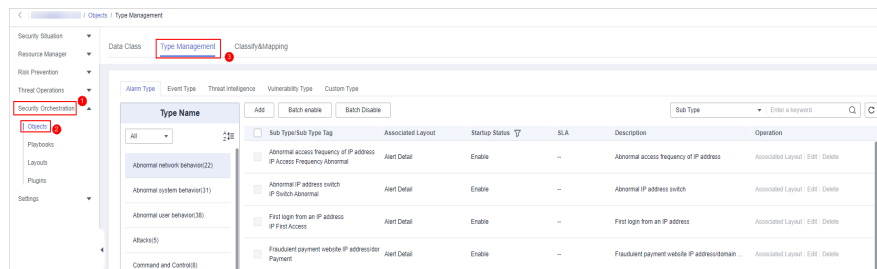 / Objects / Type Management
Security Situation
Resource Manager
Risk Prevention
Threat Operations
Security Orchestration 1
Objects 2
Playbooks
Layouts
Plugins
Settings
Data Class Type Management Classify&Mapping
3
Alarm Type Event Type Threat Intelligence Vulnerability Type Custom Type
Type Name
All
Abnormal network behavior(22)
Abnormal system behavior(31)
Abnormal user behavior(38)
Attacks(5)
Command and Control(8)
Add Batch enable Batch Disable Sub Type Enter a keyword.
Sub Type/Sub Type Tag Associated Layout Startup Status SLA Description Operation
Abnormal access frequency of IP address
IP Access Frequency Abnormal
Alert Detail Enable -- Abnormal access frequency of IP address Associated Layout Edit Delete
Abnormal IP address switch
IP Switch Abnormal
Alert Detail Enable -- Abnormal IP address switch Associated Layout Edit Delete
First login from an IP address
IP First Access
Alert Detail Enable -- First login from an IP address Associated Layout Edit Delete
Fraudulent payment website IP address/dor
Payment
Alert Detail Enable -- Fraudulent payment website IP address/domain ... Associated Layout Edit Delete